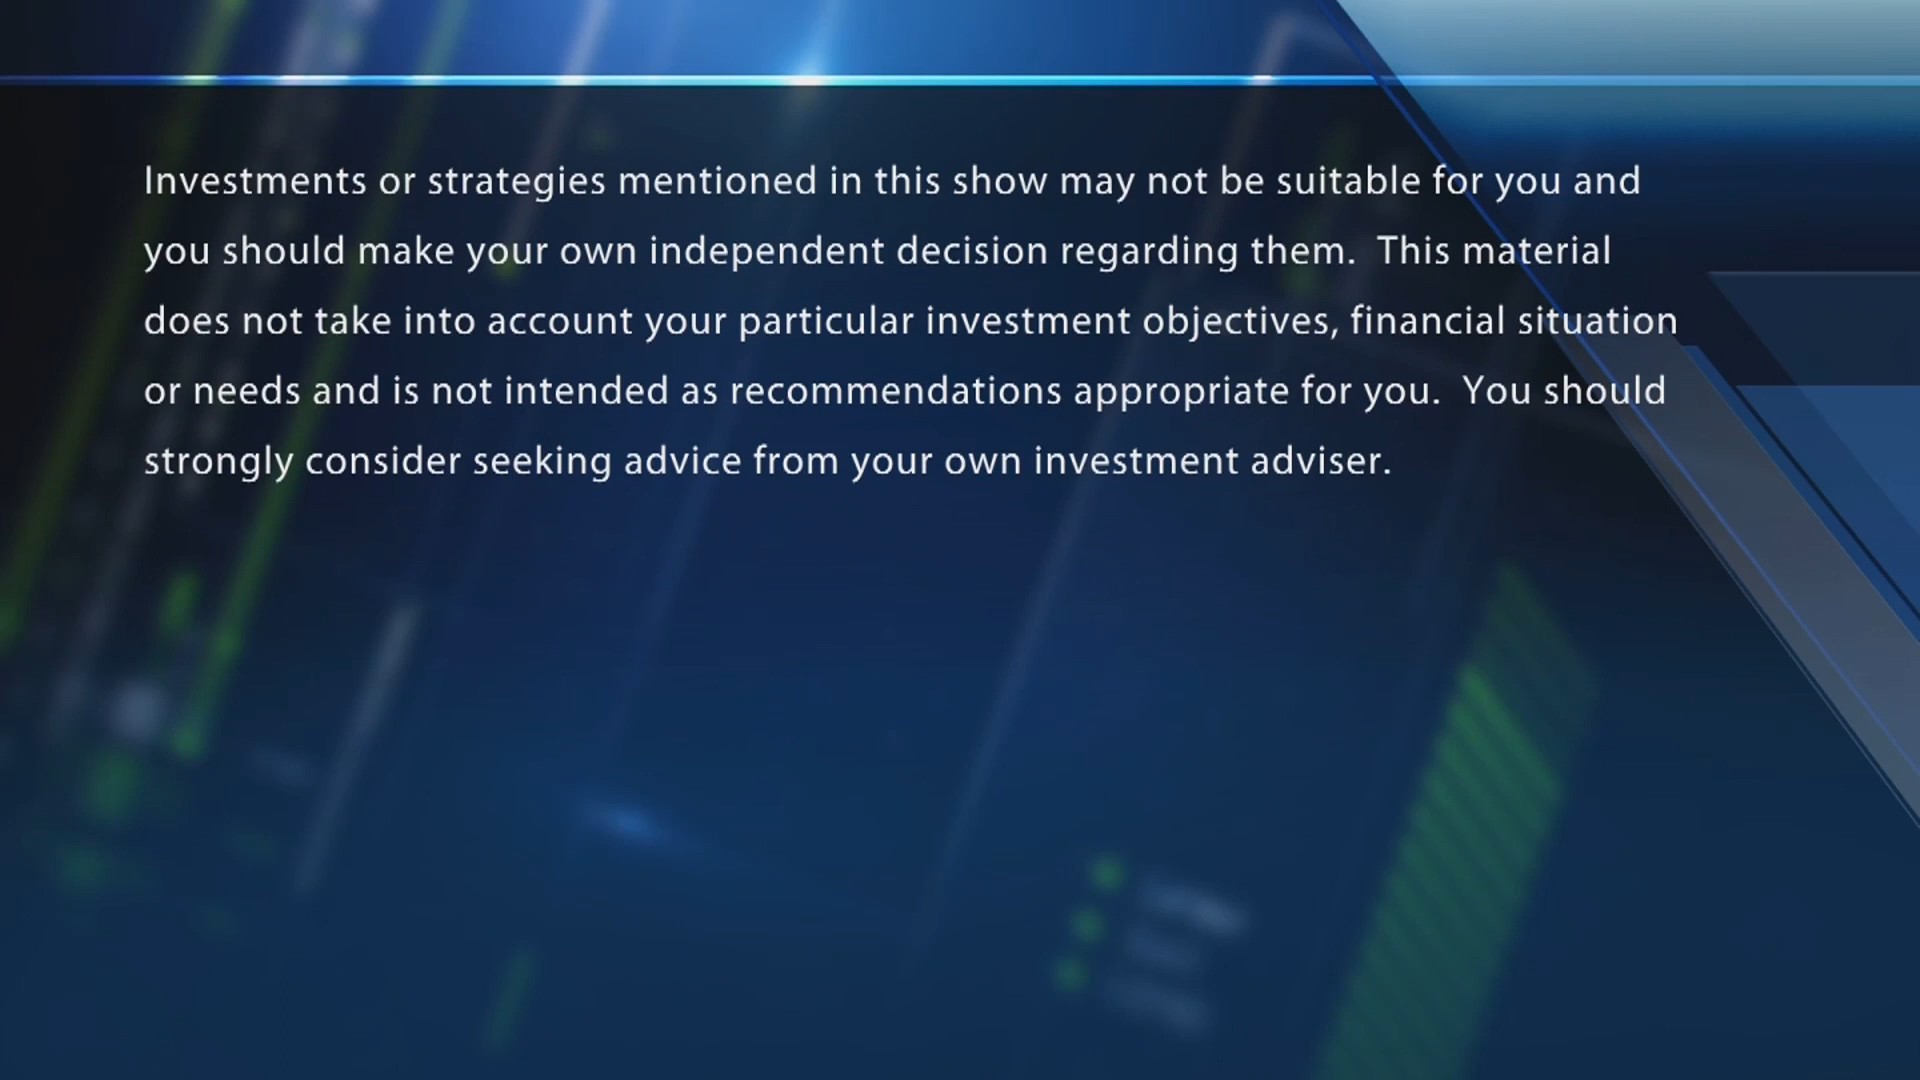 Investments or strategies mentioned in this show may not be suitable for you and
you should make your own independent decision regarding them.  This material
does not take into account your particular investment objectives, financial situation
or needs and is not intended as recommendations appropriate for you.  You should
strongly consider seeking advice from your own investment adviser.